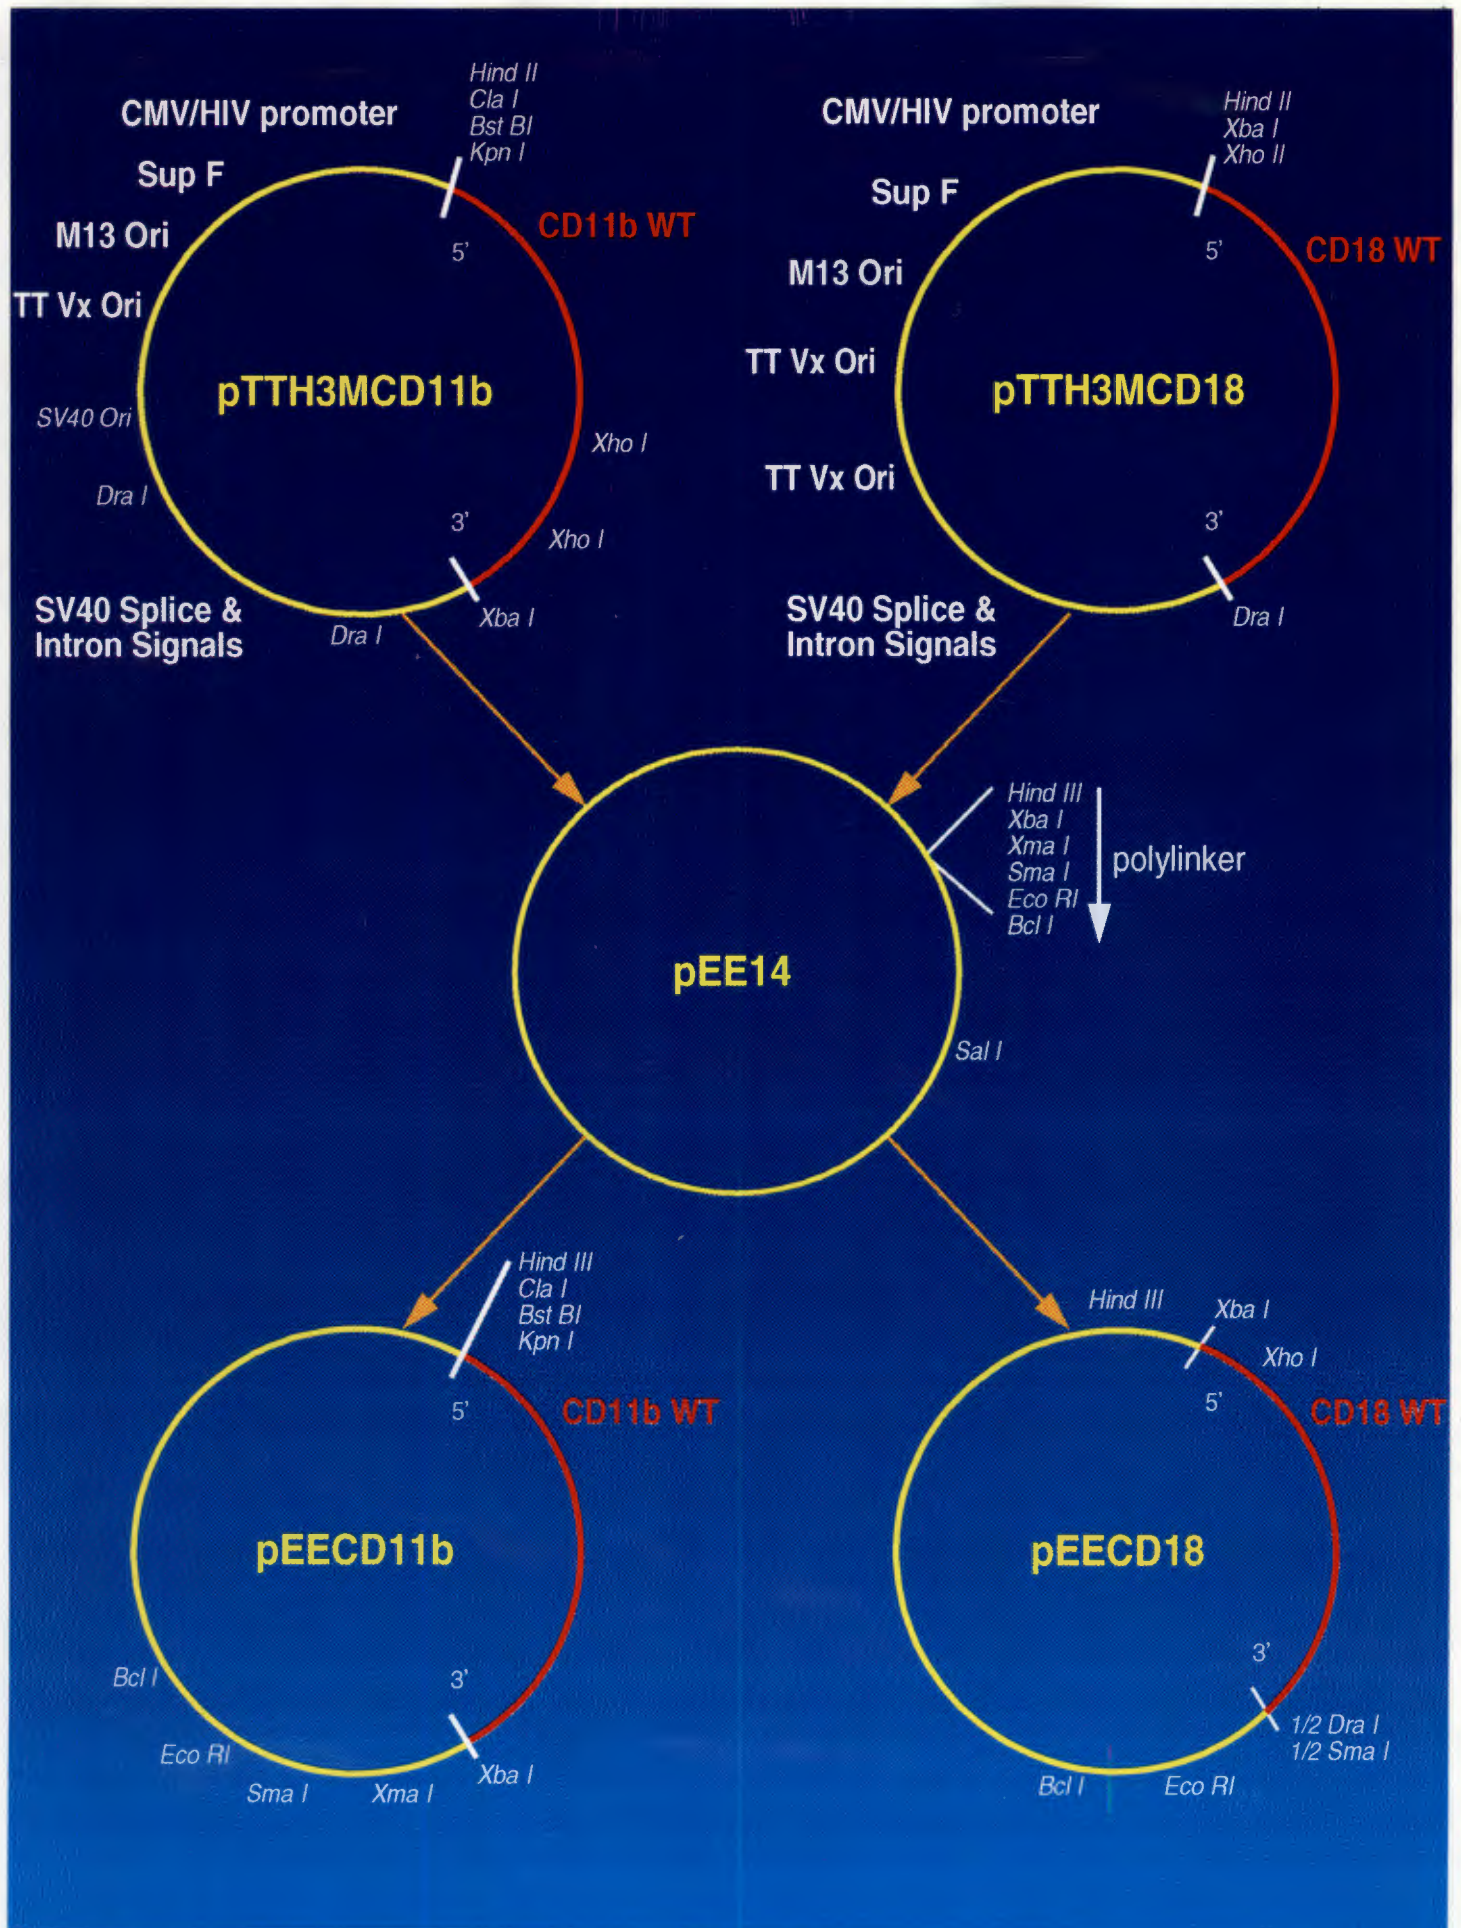 CMV/HIV promoter
Hind II
Cla I
Bst BI
Kpn I
Sup F
M13 Ori
TT Vx Ori
SV40 Ori
Dra I
SV40 Splice &
Intron Signals
Dra I
Xba I
Xho I
Xho I
CD11b WT
5'
3'
pTTH3MCD11b
CMV/HIV promoter
Hind II
Xba I
Xho II
Sup F
M13 Ori
TT Vx Ori
TT Vx Ori
SV40 Splice &
Intron Signals
Dra I
CD18 WT
5'
3'
pTTH3MCD18
Hind III
Xba I
Xma I
Sma I
Eco RI
Bcl I
polylinker
pEE14
Sal I
Hind III
Cla I
Bst BI
Kpn I
5'
CD11b WT
pEECD11b
3'
Bcl I
Eco RI
Sma I
Xma I
Xba I
Hind III
Xba I
Xho I
5'
CD18 WT
pEECD18
3'
1/2 Dra I
1/2 Sma I
Bcl I
Eco RI